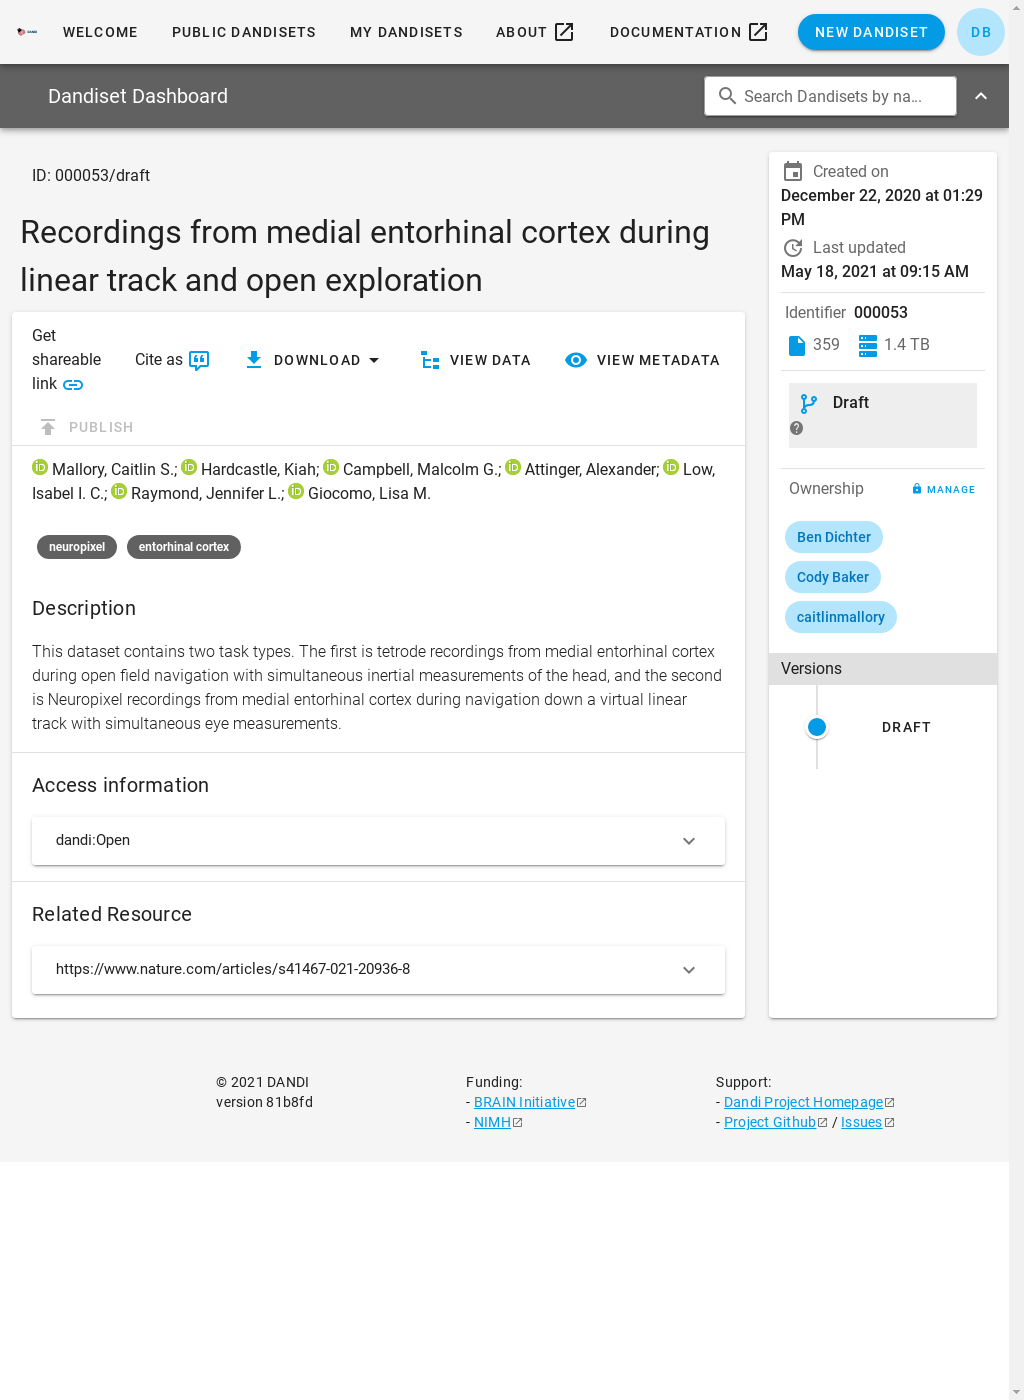 WELCOME PUBLIC DANDISETS MY DANDISETS ABOUT DOCUMENTATION NEW DANDISET DB
Dandiset Dashboard
Search Dandisets by na...
ID: 000053/draft
Recordings from medial entorhinal cortex during
linear track and open exploration
Get
shareable
link
Cite as
DOWNLOAD
VIEW DATA
VIEW METADATA
PUBLISH
Mallory, Caitlin S.; Hardcastle, Kiah; Campbell, Malcolm G.; Attinger, Alexander; Low,
Isabel I. C.; Raymond, Jennifer L.; Giocomo, Lisa M.
neuropixel entorhinal cortex
Description
This dataset contains two task types. The first is tetrode recordings from medial entorhinal cortex
during open field navigation with simultaneous inertial measurements of the head, and the second
is Neuropixel recordings from medial entorhinal cortex during navigation down a virtual linear
track with simultaneous eye measurements.
Access information
dandi:Open
Related Resource
https://www.nature.com/articles/s41467-021-20936-8
Created on
December 22, 2020 at 01:29
PM
Last updated
May 18, 2021 at 09:15 AM
Identifier 000053
359 1.4 TB
Draft
Ownership MANAGE
Ben Dichter
Cody Baker
caitlinmallory
Versions
DRAFT
© 2021 DANDI
version 81b8fd
Funding:
- BRAIN Initiative
- NIMH
Support:
- Dandi Project Homepage
- Project Github / Issues